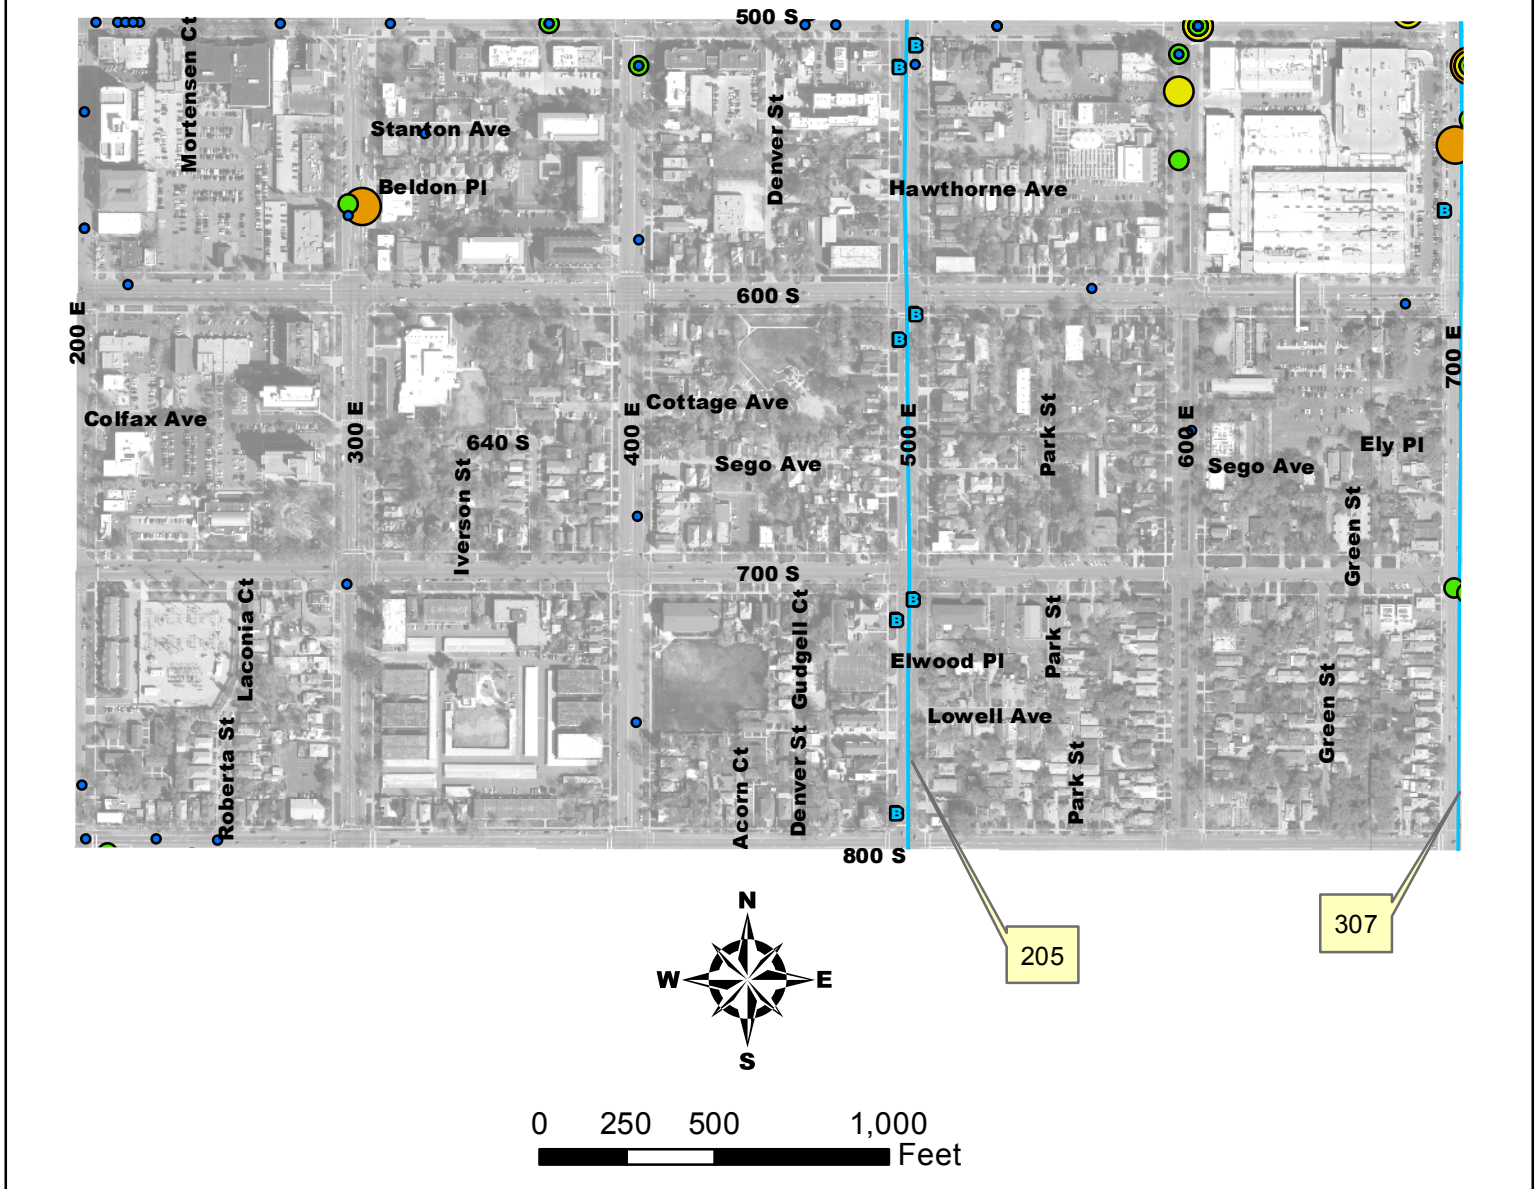 500 S
Mortensen Ct
B
B
Stanton Ave
Denver St
Beldon Pl
Hawthorne Ave
B
600 S
200 E
B
B
700 E
Colfax Ave
300 E
640 S
400 E
Cottage Ave
500 E
Park St
600 E
Ely Pl
Iverson St
Sego Ave
Sego Ave
Green St
700 S
Laconia Ct
Gudgell Ct
B
B
Park St
Elwood Pl
Lowell Ave
Green St
Roberta St
Acorn Ct
Denver St
Park St
B
800 S
N
W E
S
205
307
0 250 500 1,000
Feet